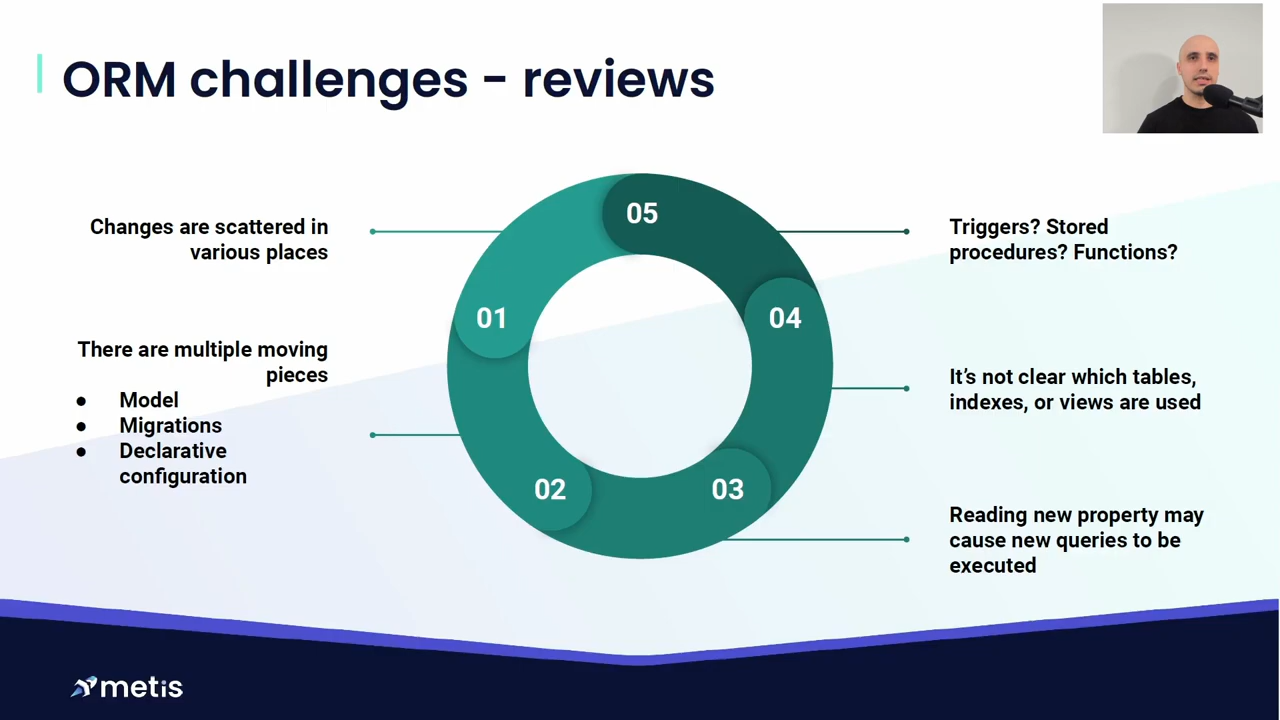 ORM challenges - reviews
Changes are scattered in
various places
There are multiple moving
pieces
● Model
● Migrations
● Declarative
configuration
01
02
03
04
05
Triggers? Stored
procedures? Functions?
It’s not clear which tables,
indexes, or views are used
Reading new property may
cause new queries to be
executed
metis